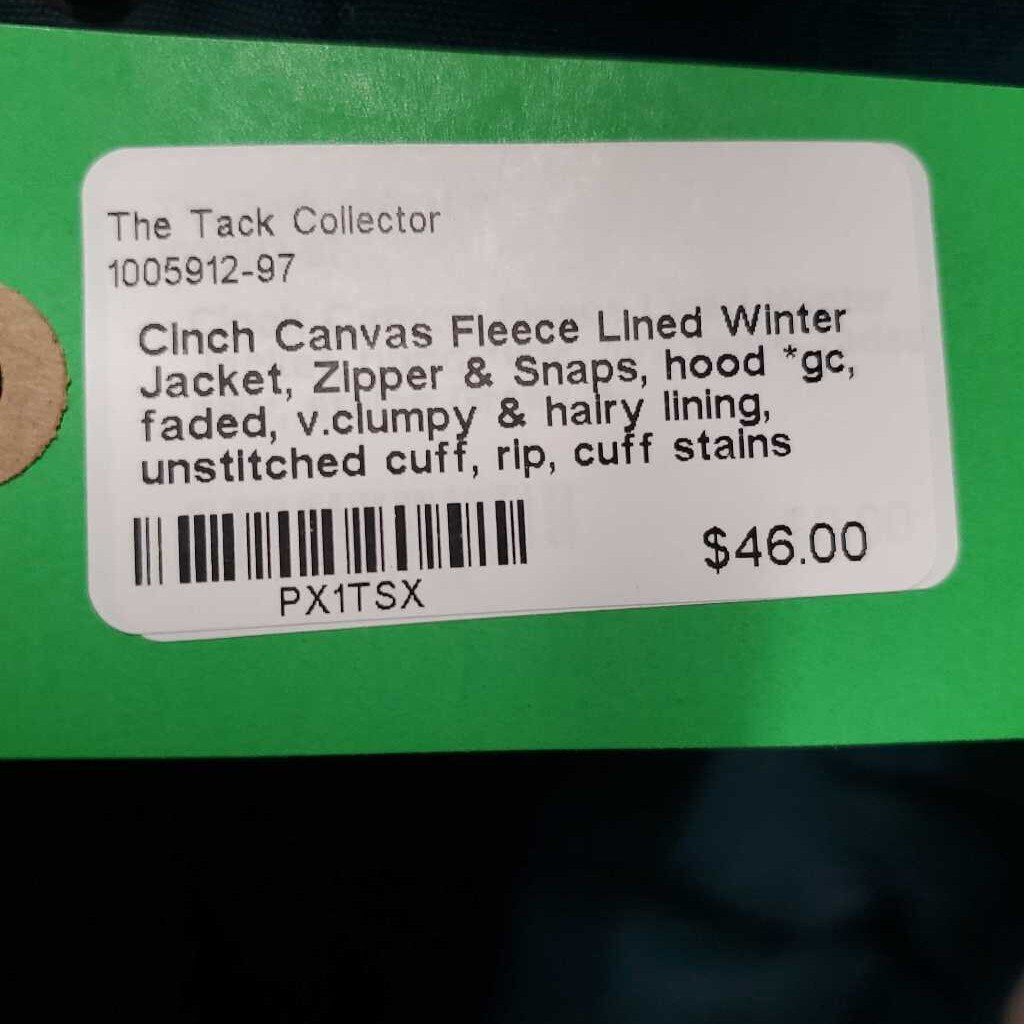 The Tack Collector
1005912-97
Cinch Canvas Fleece Lined Winter
Jacket, Zipper & Snaps, hood *gc,
faded, v.clumpy & hairy lining,
unstitched cuff, rip, cuff stains
$46.00
PX1TSX